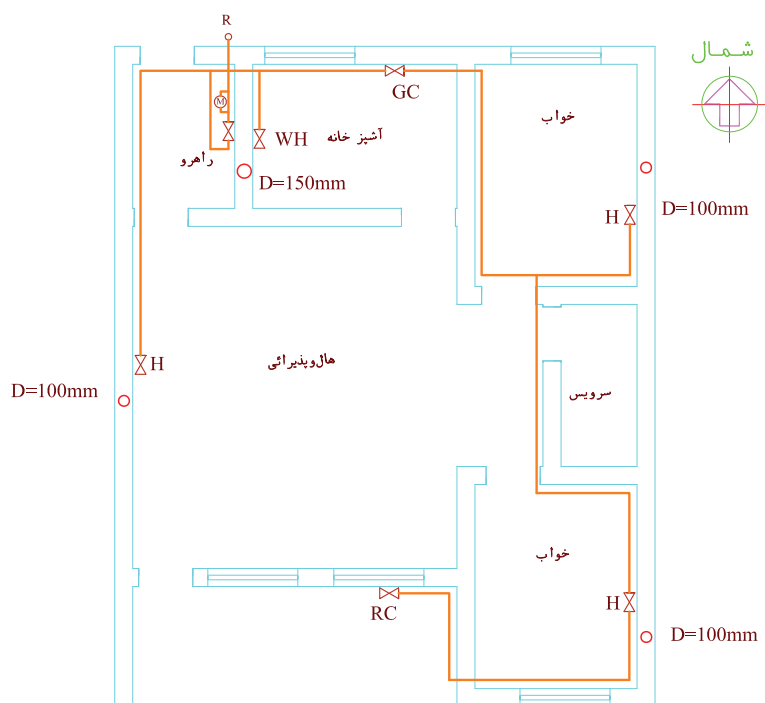 R
شمال
GC
M
WH
آشپز خانه
خواب
راهرو
D=150mm
H
D=100mm
هال‌وپذیرائی
H
D=100mm
سرویس
خواب
RC
H
D=100mm